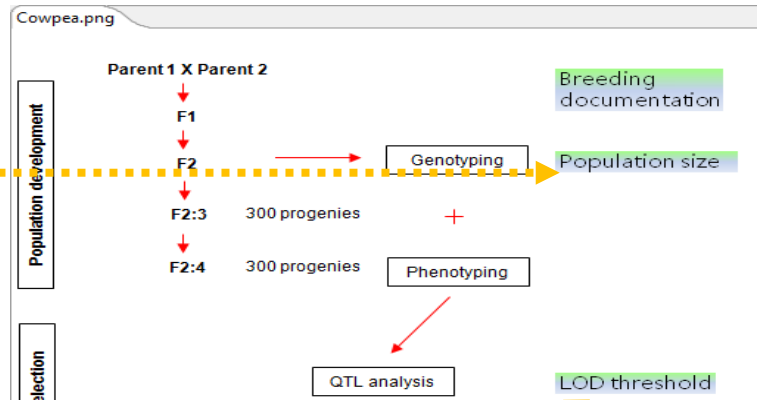 Cowpea.png
Parent 1 X Parent 2
Breeding
documentation
Population development
F1
F2
Genotyping
Population size
F2:3 300 progenies
+
F2:4 300 progenies
Phenotyping
QTL analysis
LOD threshold